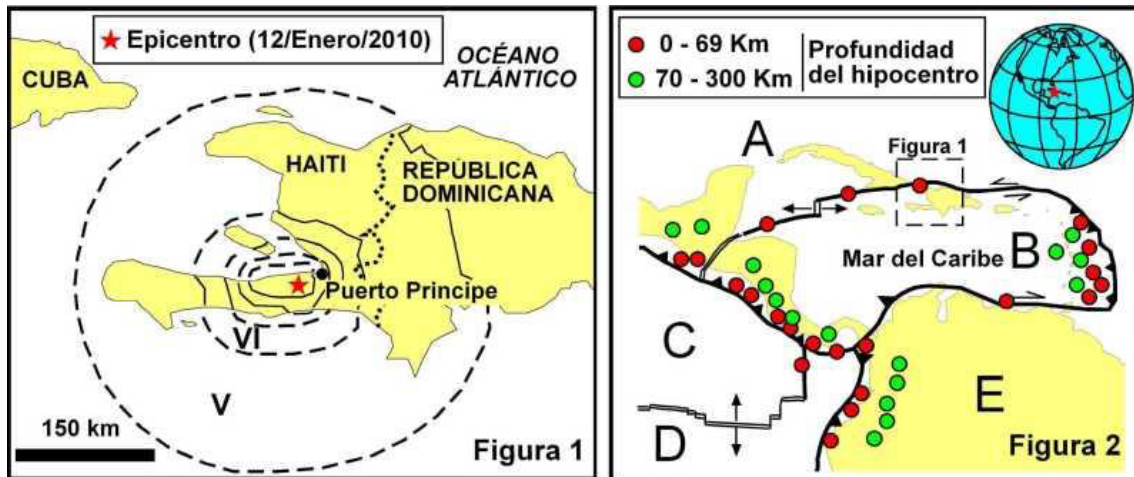 ★ Epicentro (12/Enero/2010)
OCÉANO
ATLÁNTICO
CUBA
HAITI
REPÚBLICA
DOMINICANA
Puerto Principe
VI
V
150 km
Figura 1
0 - 69 Km
70 - 300 Km
Profundidad
del hipocentro
A
Figura 1
B
Mar del Caribe
C
D
E
Figura 2